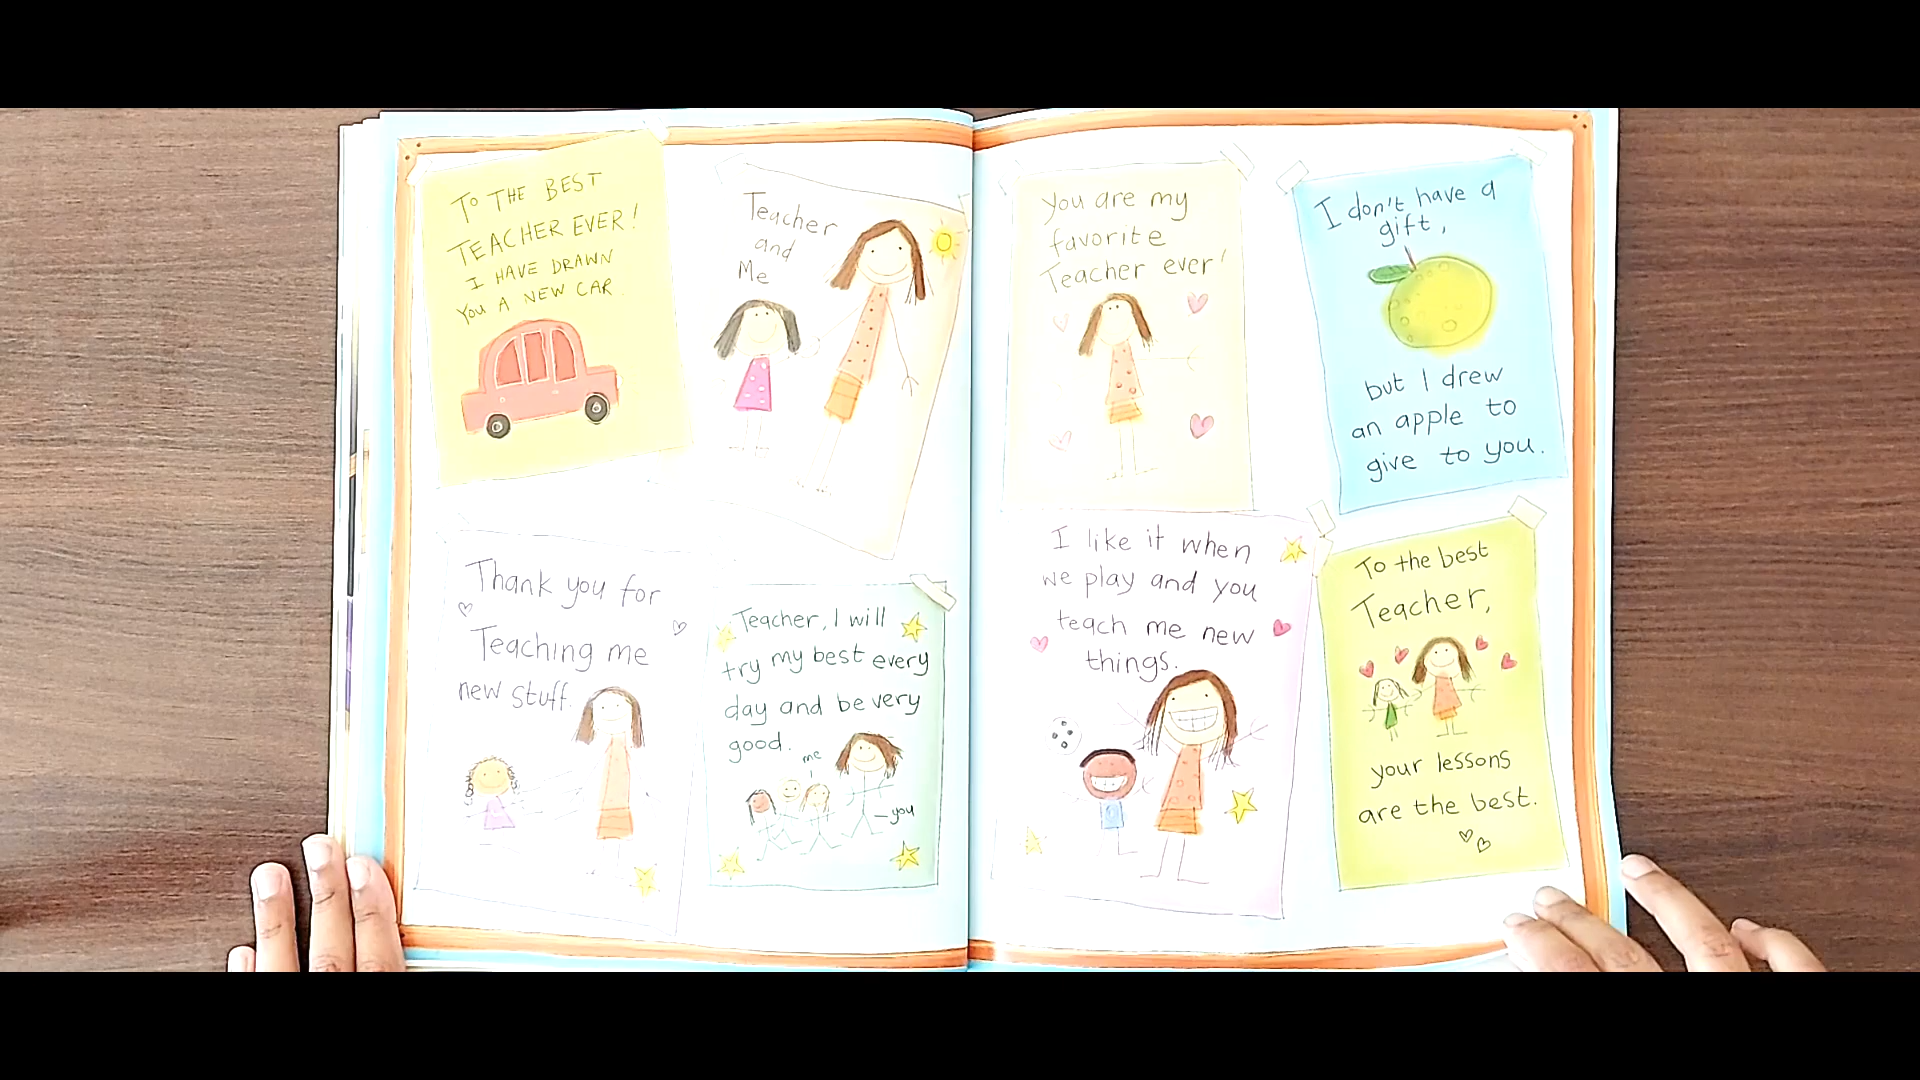 TO THE BEST
TEACHER EVER!
I HAVE DRAWN
YOU A NEW CAR.
Teacher
and
Me
Thank you for
Teaching me
new stuff.
Teacher, I will
try my best every
day and be very
good.
me
you
You are my
favorite
Teacher ever!
I don't have a
gift,
but I drew
an apple to
give to you.
I like it when
we play and you
teach me new
things.
To the best
Teacher,
your lessons
are the best.